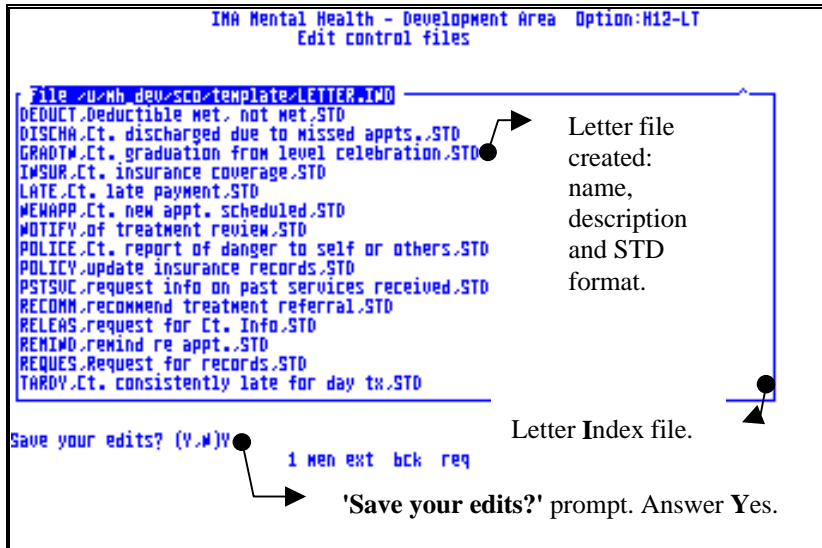 IMA Mental Health - Development Area Option:H12-LT
Edit control files
File /u/mh_dev/sco/template/LETTER.IND
DEDUCT,Deductible met, not met,STD
DISCHA,Ct. discharged due to missed appts.,STD
GRADTN,Ct. graduation from level celebration,STD
INSUR,Ct. insurance coverage,STD
LATE,Ct. late payment,STD
NEWAPP,Ct. new appt. scheduled,STD
NOTIFY,of treatment review,STD
POLICE,Ct. report of danger to self or others,STD
POLICY,update insurance records,STD
PSTSVC,request info on past services received,STD
RECOMM,recommend treatment referral,STD
RELEAS,request for Ct. Info,STD
REMIND,remind re appt.,STD
REQUES,Request for records,STD
TARDY,Ct. consistently late for day tx,STD
Letter file
created:
name,
description
and STD
format.
Letter Index file.
Save your edits? (Y,N)Y
1 men ext bck req
'Save your edits?' prompt. Answer Yes.